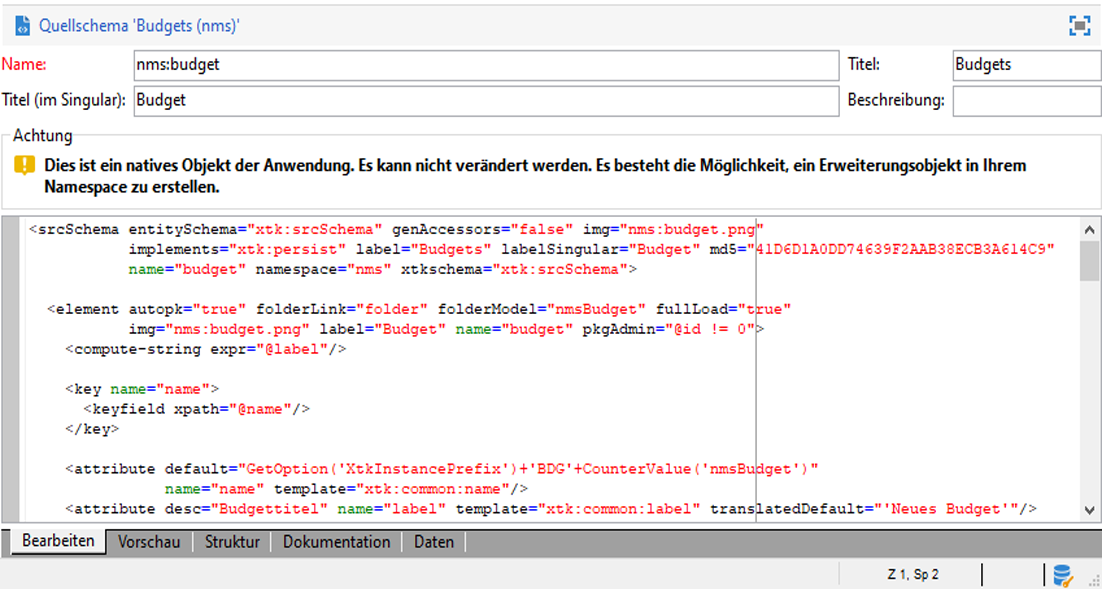 Quellschema 'Budgets (nms)'
Name: nms:budget Titel: Budgets
Titel (im Singular): Budget Beschreibung:
Achtung
Dies ist ein natives Objekt der Anwendung. Es kann nicht verändert werden. Es besteht die Möglichkeit, ein Erweiterungsobjekt in Ihrem
Namespace zu erstellen.
<srcSchema entitySchema="xtk:srcSchema" genAccessors="false" img="nms:budget.png"
implements="xtk:persist" label="Budgets" labelSingular="Budget" md5="41D6D1A0DD74639F2AAB38ECB3A614C9"
name="budget" namespace="nms" xtkschema="xtk:srcSchema">
<element autopk="true" folderLink="folder" folderModel="nmsBudget" fullLoad="true"
img="nms:budget.png" label="Budget" name="budget" pkgAdmin="@id != 0">
<compute-string expr="@label"/>
<key name="name">
<keyfield xpath="@name"/>
</key>
<attribute default="GetOption('XtkInstancePrefix')+'BDG'+CounterValue('nmsBudget')"
name="name" template="xtk:common:name"/>
<attribute desc="Budgettitel" name="label" template="xtk:common:label" translatedDefault="'Neues Budget'"/>
Bearbeiten Vorschau Struktur Dokumentation Daten
Z 1, Sp 2